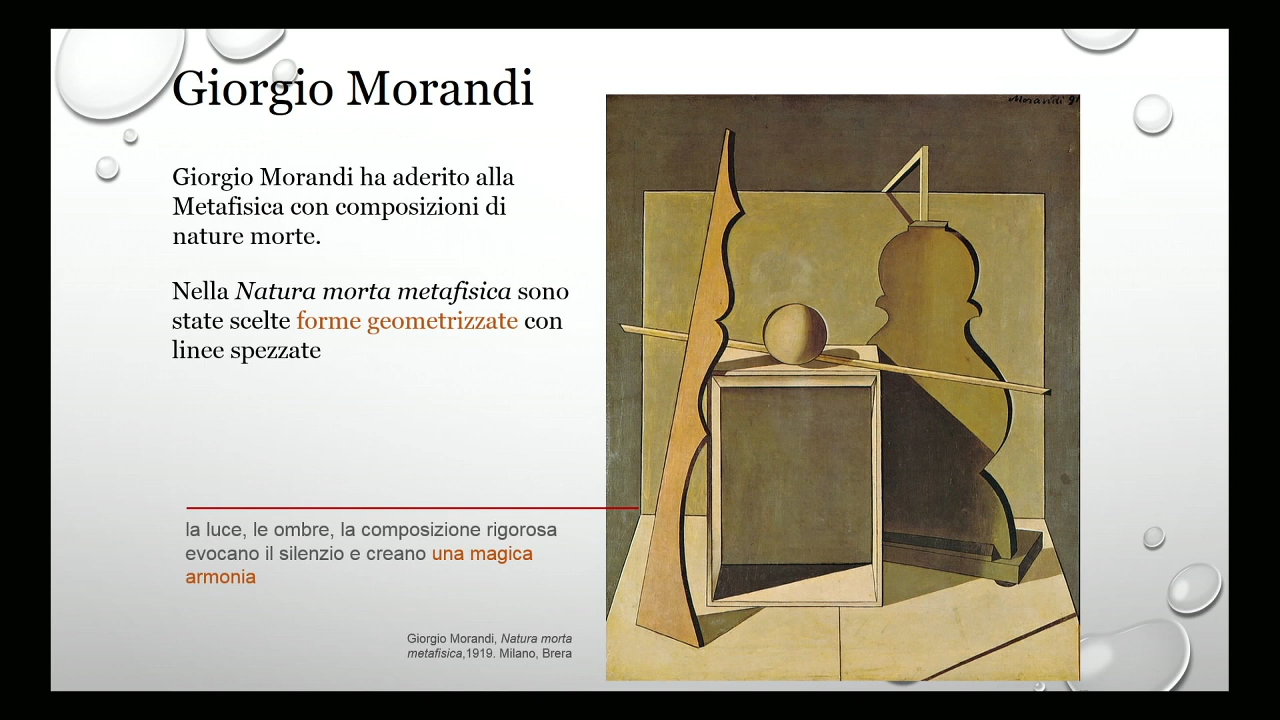 Giorgio Morandi
Giorgio Morandi ha aderito alla
Metafisica con composizioni di
nature morte.
Nella Natura morta metafisica sono
state scelte forme geometrizzate con
linee spezzate
la luce, le ombre, la composizione rigorosa
evocano il silenzio e creano una magica
armonia
Giorgio Morandi, Natura morta
metafisica,1919. Milano, Brera
Morandi 91